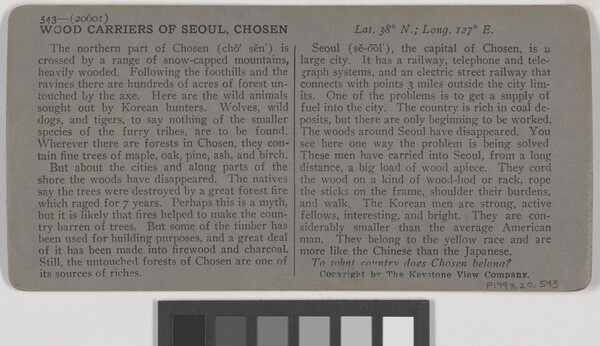 543—(20601)
WOOD CARRIERS OF SEOUL, CHOSEN
Lat. 38° N.; Long. 127° E.
The northern part of Chosen (chō' sĕn') is
crossed by a range of snow-capped mountains,
heavily wooded. Following the foothills and the
ravines there are hundreds of acres of forest un-
touched by the axe. Here are the wild animals
sought out by Korean hunters. Wolves, wild
dogs, and tigers, to say nothing of the smaller
species of the furry tribes, are to be found.
Wherever there are forests in Chosen, they con-
tain fine trees of maple, oak, pine, ash, and birch.
But about the cities and along parts of the
shore the woods have disappeared. The natives
say the trees were destroyed by a great forest fire
which raged for 7 years. Perhaps this is a myth,
but it is likely that fires helped to make the coun-
try barren of trees. But some of the timber has
been used for building purposes, and a great deal
of it has been made into firewood and charcoal.
Still, the untouched forests of Chosen are one of
its sources of riches.
Seoul (sĕ-ōōl'), the capital of Chosen, is a
large city. It has a railway, telephone and tele-
graph systems, and an electric street railway that
connects with points 3 miles outside the city lim-
its. One of the problems is to get a supply of
fuel into the city. The country is rich in coal de-
posits, but there are only beginning to be worked.
The woods around Seoul have disappeared. You
see here one way the problem is being solved
These men have carried into Seoul, from a long
distance, a big load of wood apiece. They cord
the wood on a kind of wood-hod or rack, rope
the sticks on the frame, shoulder their burdens,
and walk. The Korean men are strong, active
fellows, interesting, and bright. They are con-
siderably smaller than the average American
man. They belong to the yellow race and are
more like the Chinese than the Japanese.
To what country does Chosen belong?
Copyright by The Keystone View Company.
P1993.20.543